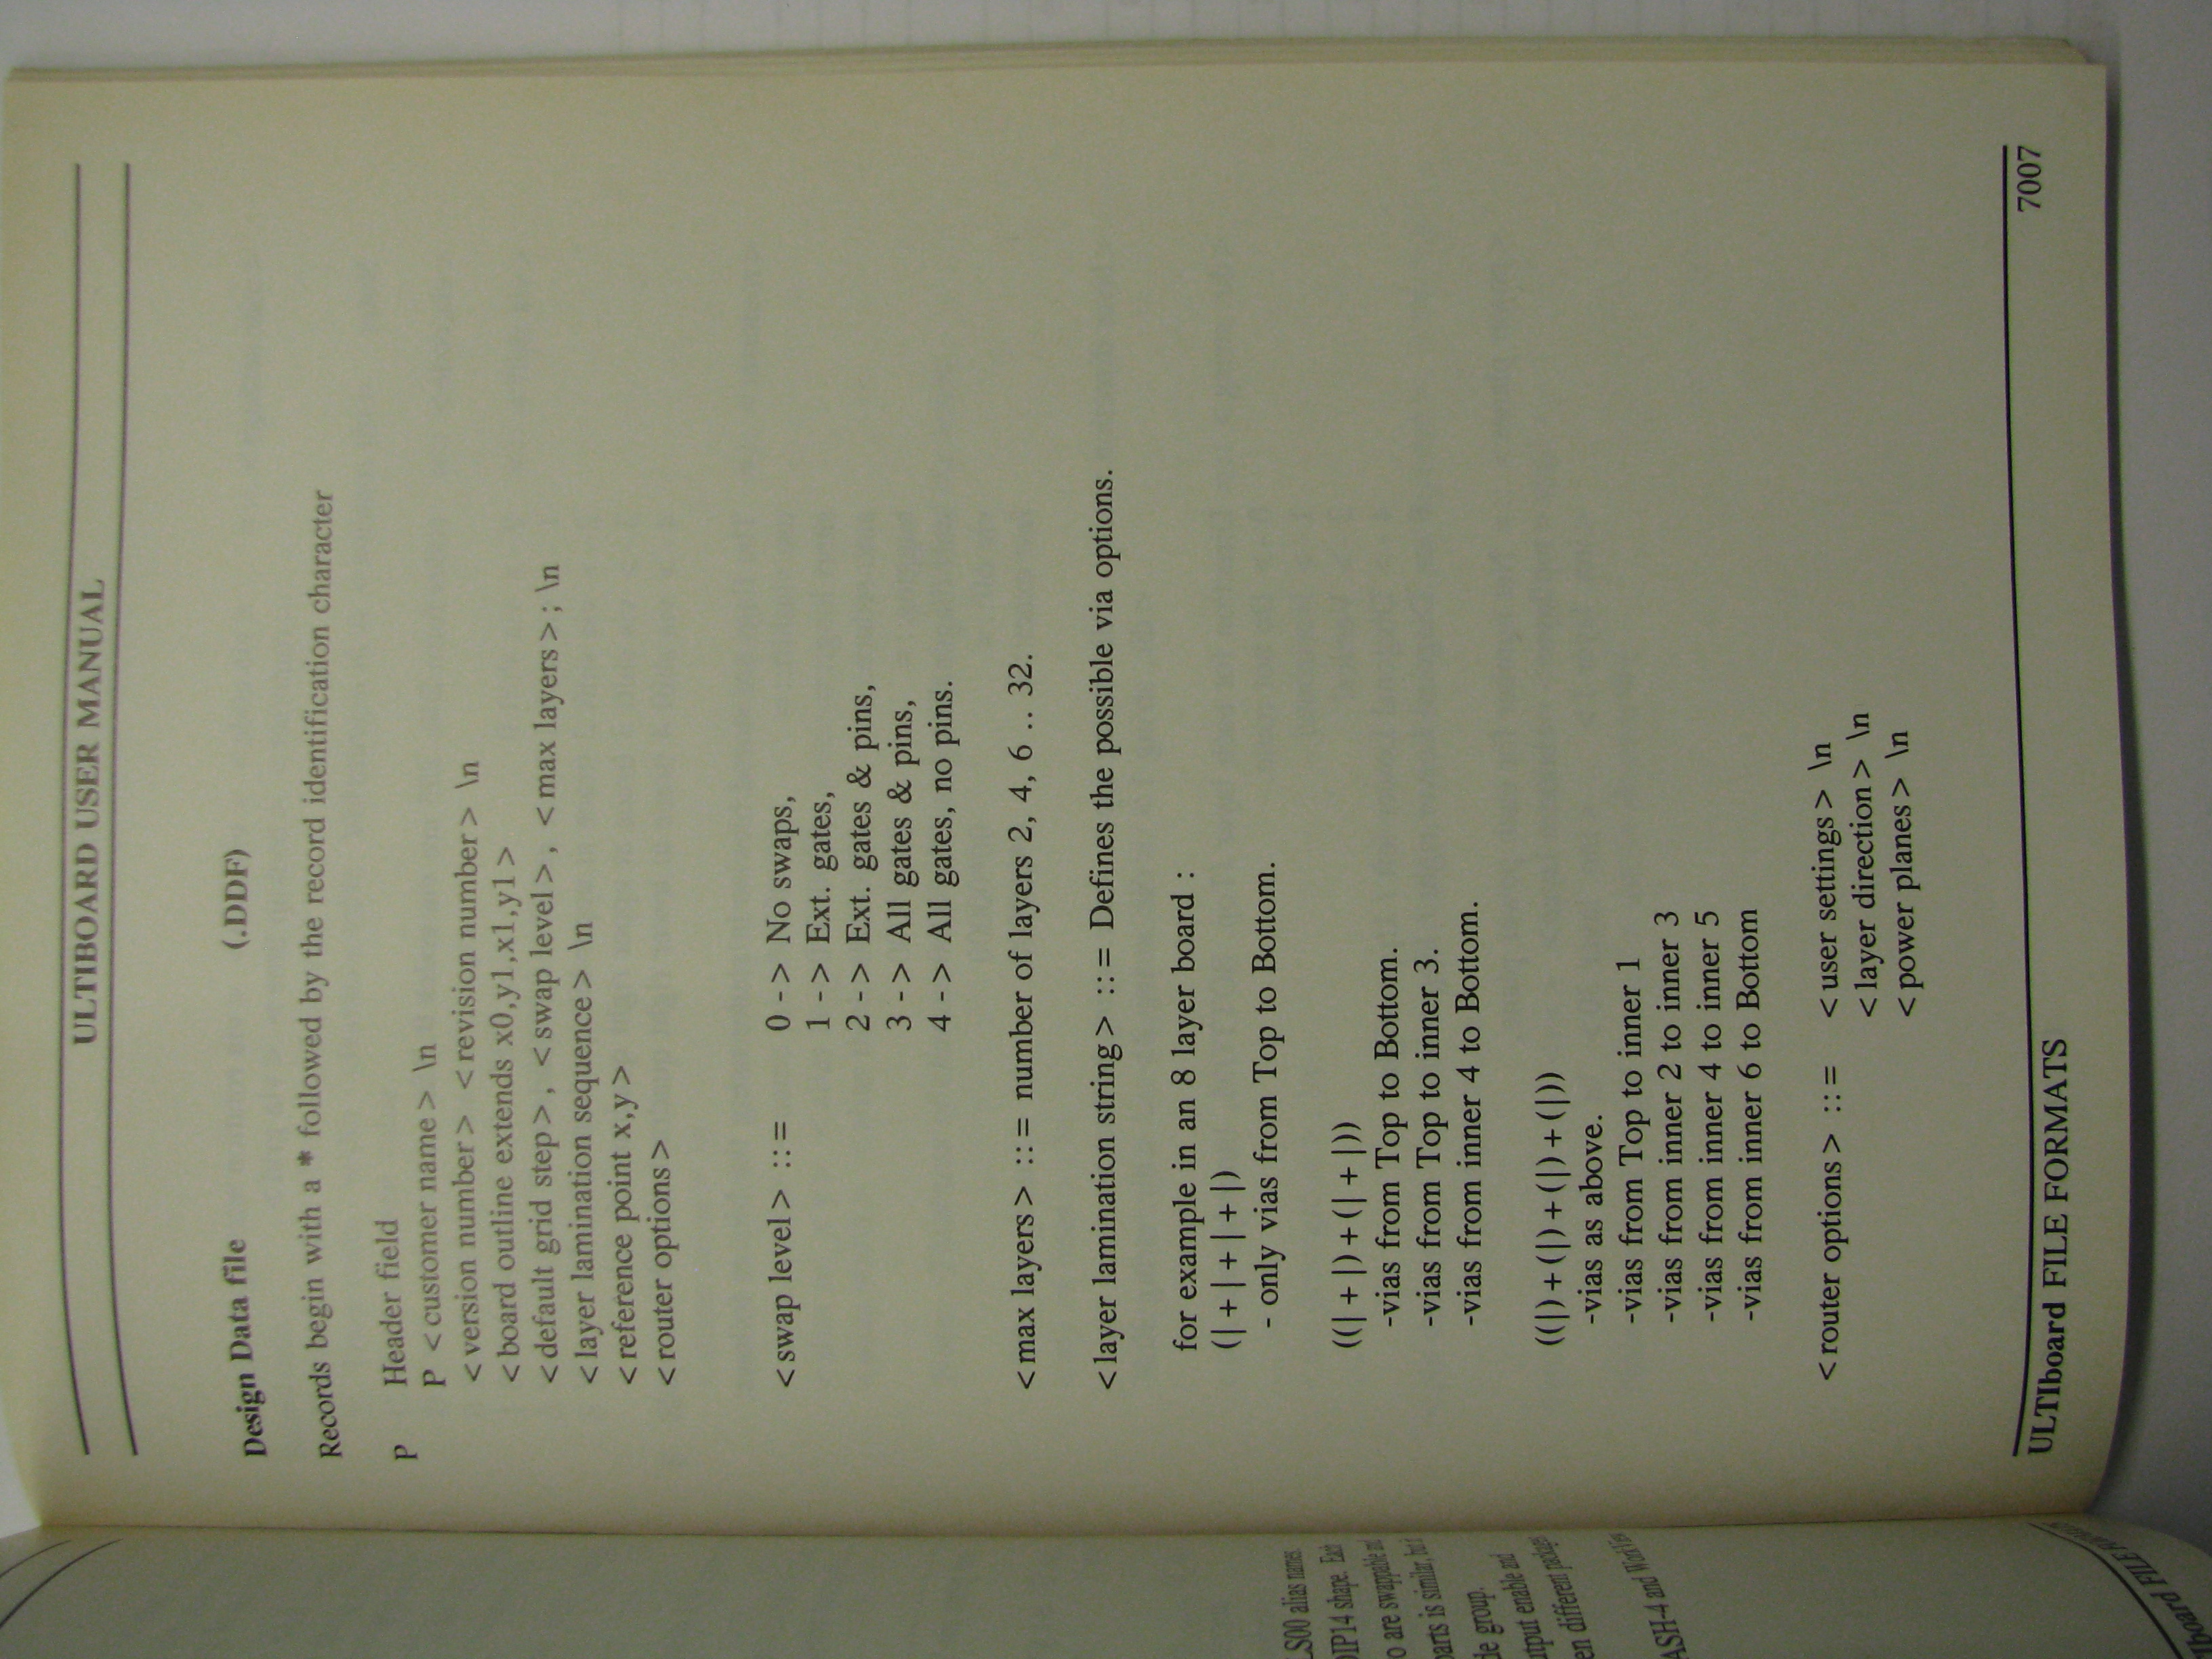 ULTIBOARD USER MANUAL
Design Data file (.DDF)
Records begin with a * followed by the record identification character
P Header field
P <customer name> \n
<version number> <revision number> \n
<board outline extends x0,y1,x1,y1>
<default grid step>, <swap level>, <max layers>; \n
<layer lamination sequence> \n
<reference point x,y>
<router options>
<swap level> ::= 0 -> No swaps,
1 -> Ext. gates,
2 -> Ext. gates & pins,
3 -> All gates & pins,
4 -> All gates, no pins.
<max layers> ::= number of layers 2, 4, 6 .. 32.
<layer lamination string> ::= Defines the possible via options.
for example in an 8 layer board :
(|+|+|+|)
- only vias from Top to Bottom.
((|+|)+(|+|))
-vias from Top to Bottom.
-vias from Top to inner 3.
-vias from inner 4 to Bottom.
((|)+(|)+(|)+(|))
-vias as above.
-vias from Top to inner 1
-vias from inner 2 to inner 3
-vias from inner 4 to inner 5
-vias from inner 6 to Bottom
<router options> ::= <user settings> \n
<layer direction> \n
<power planes> \n
ULTIboard FILE FORMATS 7007
LS00 alias names.
DIP14 shape. Each
o are swappable and
parts is similar, but
de group.
utput enable and
en different packages
ASH-4 and WorkView
board FILE